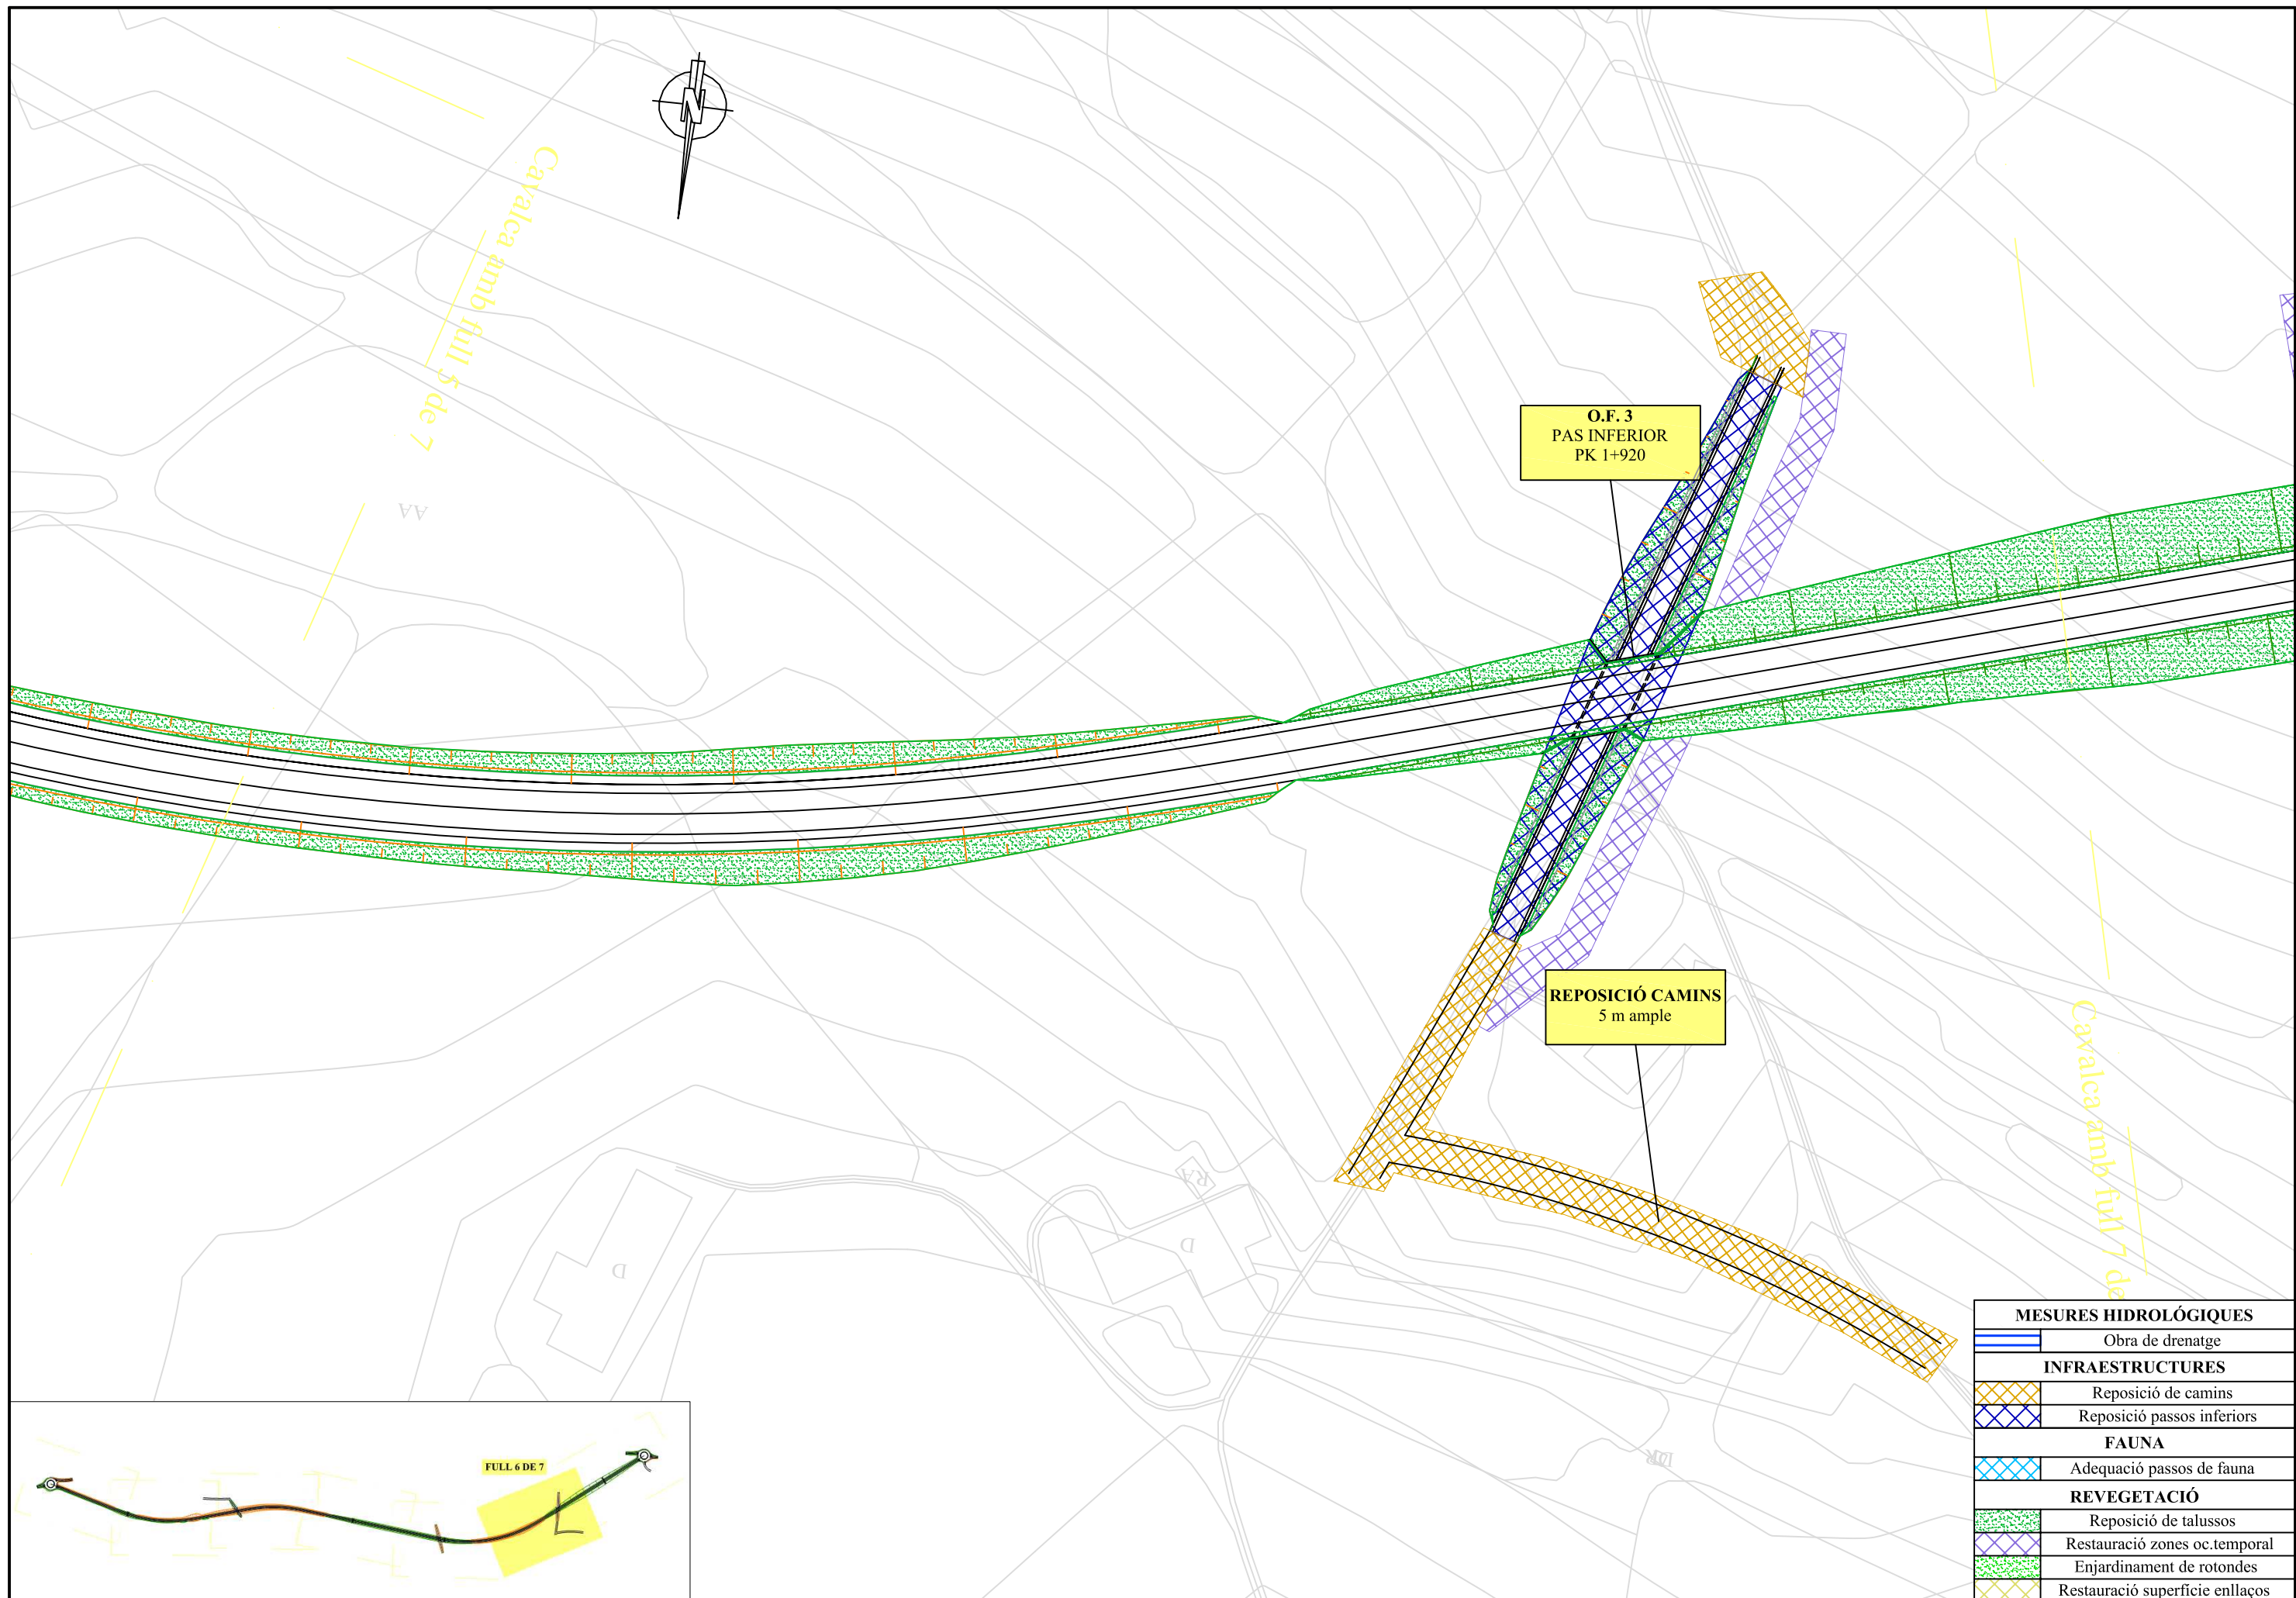 Cavalca amb full 5 de 7
AA
O.F. 3
PAS INFERIOR
PK 1+920
REPOSICIÓ CAMINS
5 m ample
Cavalca amb full 7 de
RA
D
D
FULL 6 DE 7
MESURES HIDROLÓGIQUES
Obra de drenatge
INFRAESTRUCTURES
Reposició de camins
Reposició passos inferiors
FAUNA
Adequació passos de fauna
REVEGETACIÓ
Reposició de talussos
Restauració zones oc.temporal
Enjardinament de rotondes
Restauració superfície enllaços